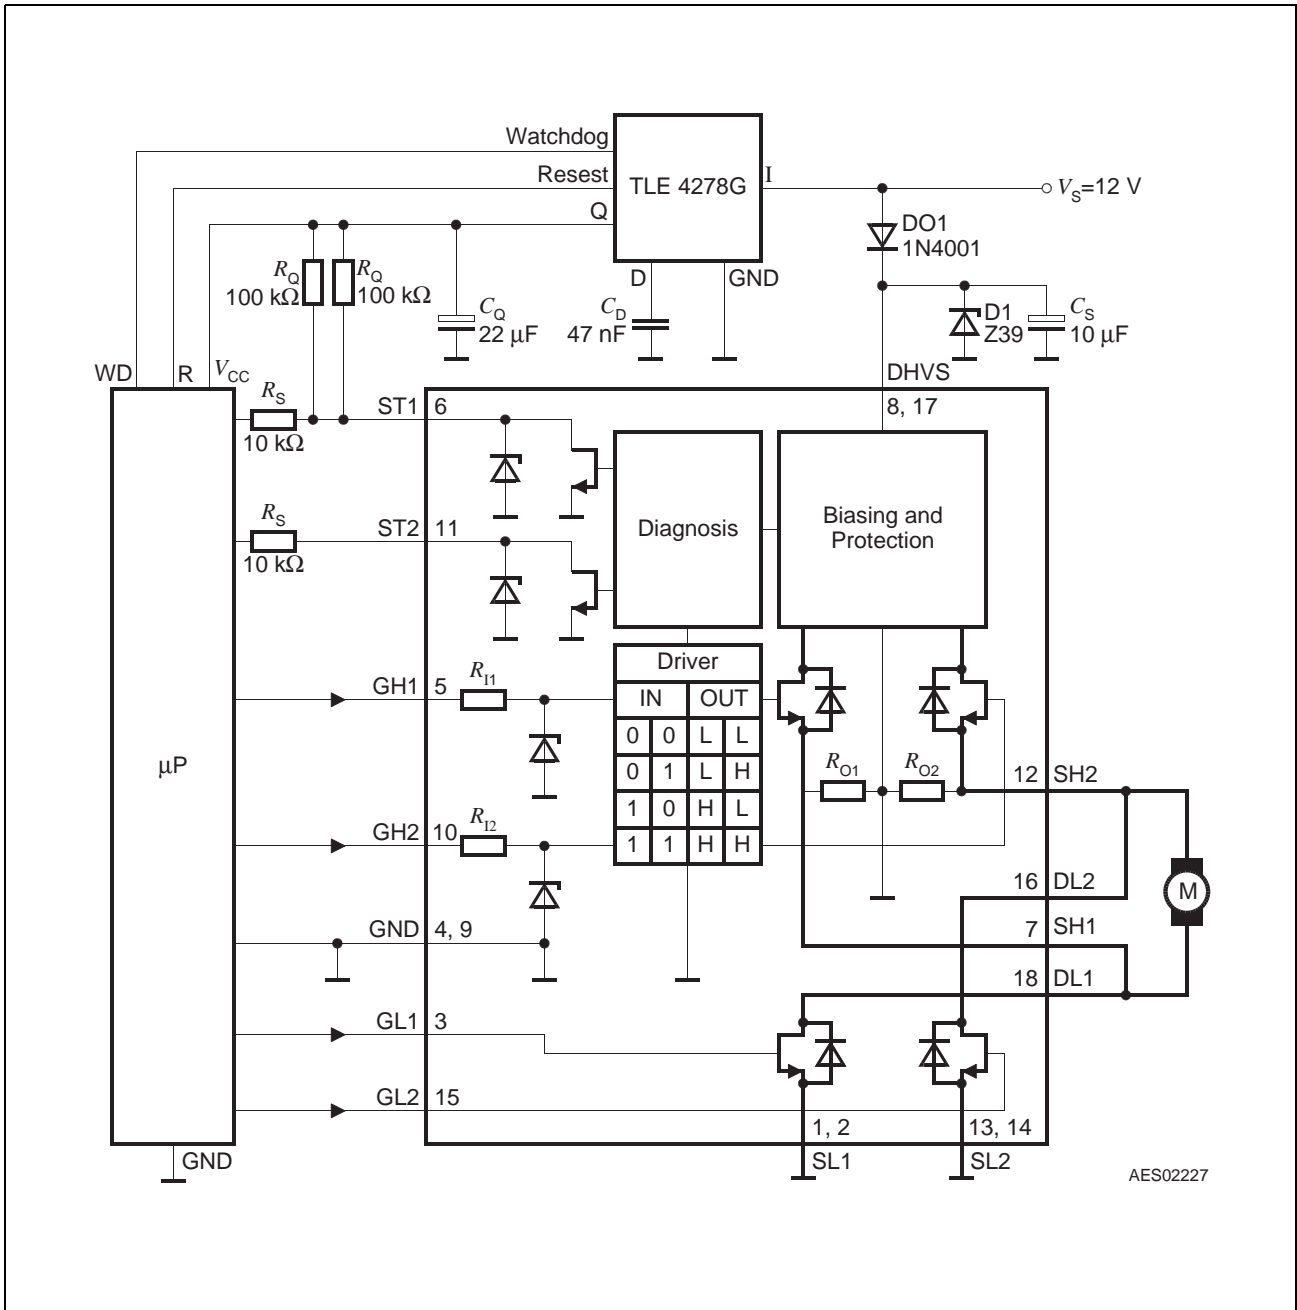 Watchdog
Resest
TLE 4278G
I
V_S=12 V
Q
DO1
1N4001
D
GND
R_Q
100 kΩ
R_Q
100 kΩ
C_Q
22 μF
C_D
47 nF
D1
Z39
C_S
10 μF
WD
R
V_CC
DHVS
8, 17
R_S
10 kΩ
ST1
6
R_S
10 kΩ
ST2
11
Diagnosis
Biasing and
Protection
Driver
IN OUT
0 0 L L
0 1 L H
1 0 H L
1 1 H H
GH1
5
R_I1
μP
R_O1
R_O2
12
SH2
GH2
10
R_I2
16
DL2
M
GND
4, 9
7
SH1
18
DL1
GL1
3
GL2
15
1, 2
13, 14
GND
SL1
SL2
AES02227